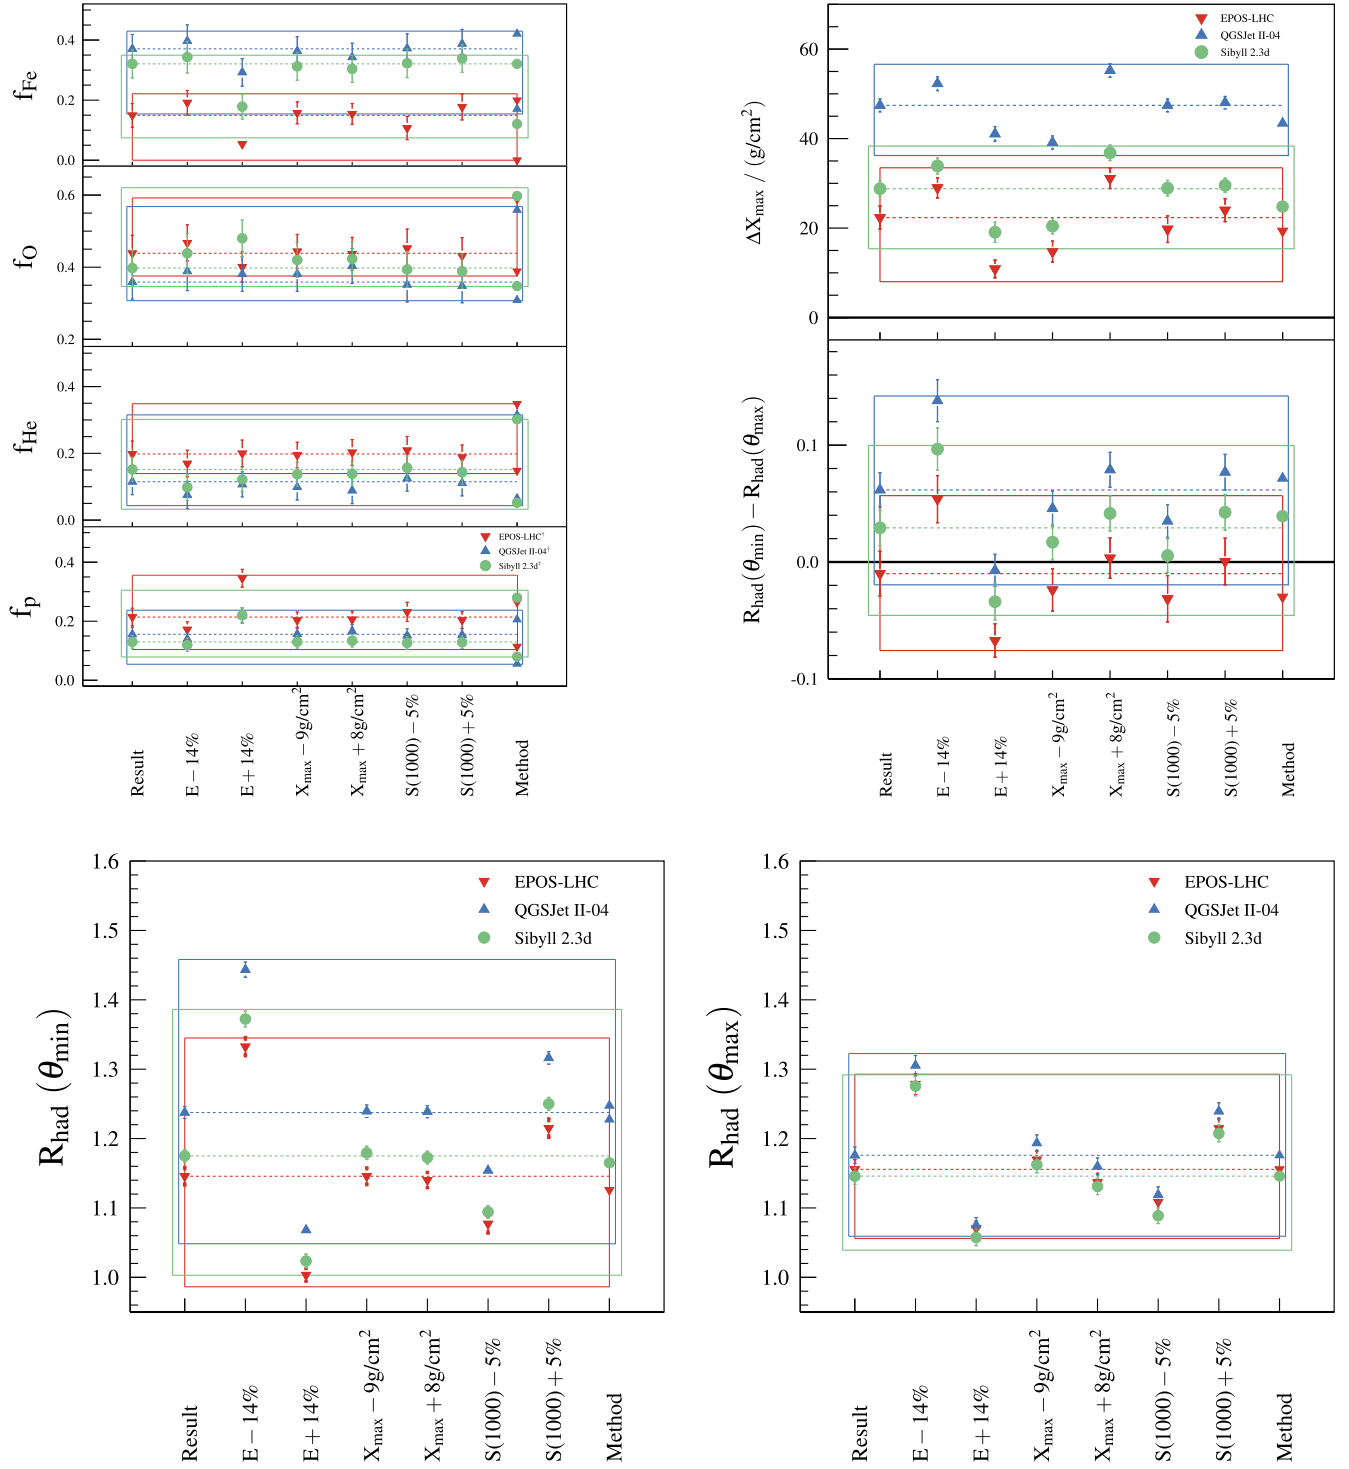 f_Fe
0.4
0.2
0.0
f_O
0.6
0.4
0.2
f_He
0.4
0.2
0.0
f_p
0.4
0.2
0.0
EPOS-LHC†
QGSJet II-04†
Sibyll 2.3d†
Result
E − 14%
E + 14%
X_max − 9g/cm²
X_max + 8g/cm²
S(1000) − 5%
S(1000) + 5%
Method
ΔX_max / (g/cm²)
60
40
20
0
EPOS-LHC
QGSJet II-04
Sibyll 2.3d
R_had(θ_min) − R_had(θ_max)
0.1
0.0
-0.1
Result
E − 14%
E + 14%
X_max − 9g/cm²
X_max + 8g/cm²
S(1000) − 5%
S(1000) + 5%
Method
R_had (θ_min)
1.6
1.5
1.4
1.3
1.2
1.1
1.0
EPOS-LHC
QGSJet II-04
Sibyll 2.3d
Result
E − 14%
E + 14%
X_max − 9g/cm²
X_max + 8g/cm²
S(1000) − 5%
S(1000) + 5%
Method
R_had (θ_max)
1.6
1.5
1.4
1.3
1.2
1.1
1.0
EPOS-LHC
QGSJet II-04
Sibyll 2.3d
Result
E − 14%
E + 14%
X_max − 9g/cm²
X_max + 8g/cm²
S(1000) − 5%
S(1000) + 5%
Method